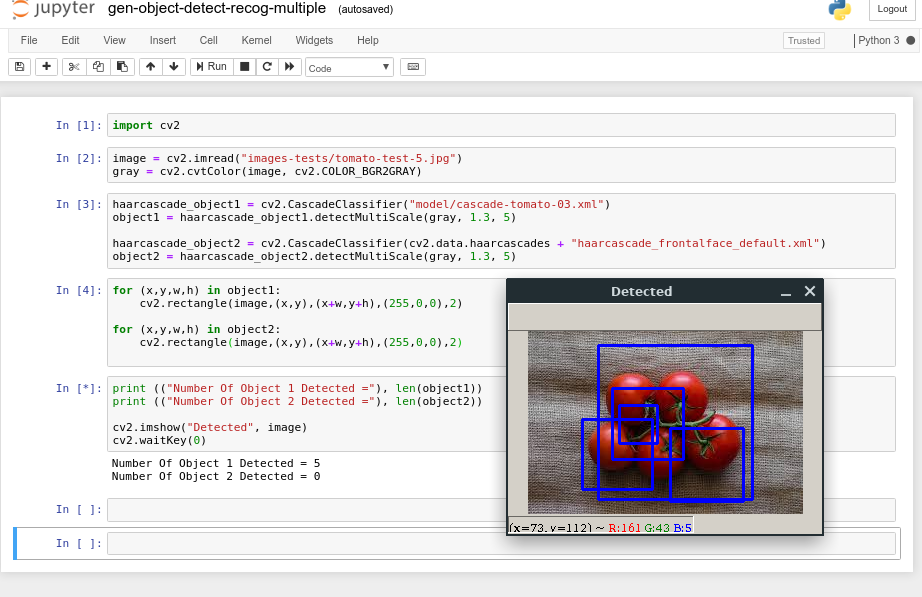 jupyter gen-object-detect-recog-multiple (autosaved) Logout
File Edit View Insert Cell Kernel Widgets Help Trusted Python 3
Run Code
In [1]: import cv2
In [2]: image = cv2.imread("images-tests/tomato-test-5.jpg")
gray = cv2.cvtColor(image, cv2.COLOR_BGR2GRAY)
In [3]: haarcascade_object1 = cv2.CascadeClassifier("model/cascade-tomato-03.xml")
object1 = haarcascade_object1.detectMultiScale(gray, 1.3, 5)
haarcascade_object2 = cv2.CascadeClassifier(cv2.data.haarcascades + "haarcascade_frontalface_default.xml")
object2 = haarcascade_object2.detectMultiScale(gray, 1.3, 5)
In [4]: for (x,y,w,h) in object1:
cv2.rectangle(image,(x,y),(x+w,y+h),(255,0,0),2)
for (x,y,w,h) in object2:
cv2.rectangle(image,(x,y),(x+w,y+h),(255,0,0),2)
In [*]: print (("Number Of Object 1 Detected ="), len(object1))
print (("Number Of Object 2 Detected ="), len(object2))
cv2.imshow("Detected", image)
cv2.waitKey(0)
Number Of Object 1 Detected = 5
Number Of Object 2 Detected = 0
In [ ]:
In [ ]:
Detected
(x=73, y=112) ~ R:161 G:43 B:5